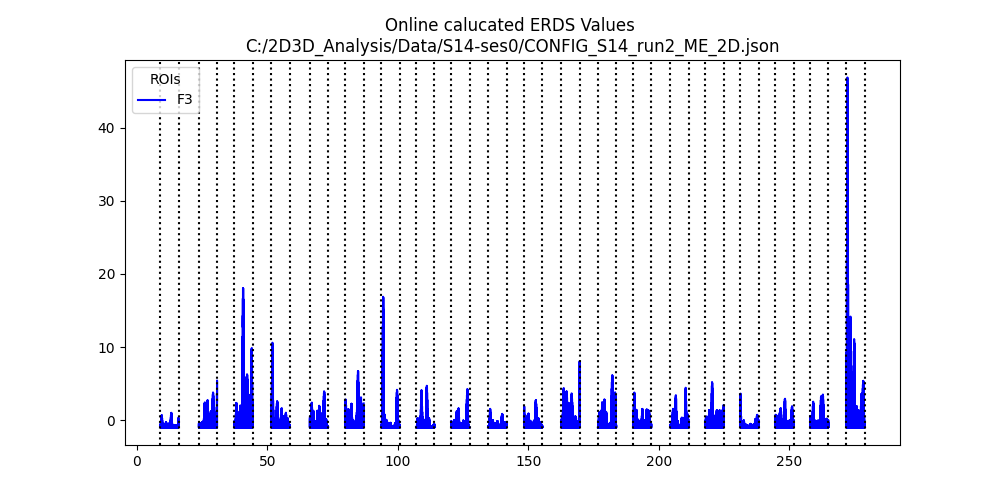 Online calucated ERDS Values
C:/2D3D_Analysis/Data/S14-ses0/CONFIG_S14_run2_ME_2D.json
ROIs
F3
40
30
20
10
0
0 50 100 150 200 250